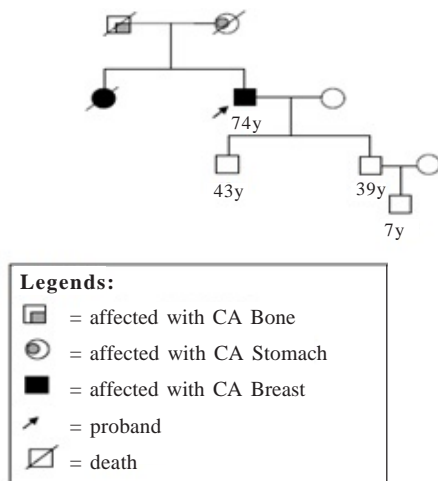 74y
43y
39y
7y
Legends:
= affected with CA Bone
= affected with CA Stomach
= affected with CA Breast
= proband
= death